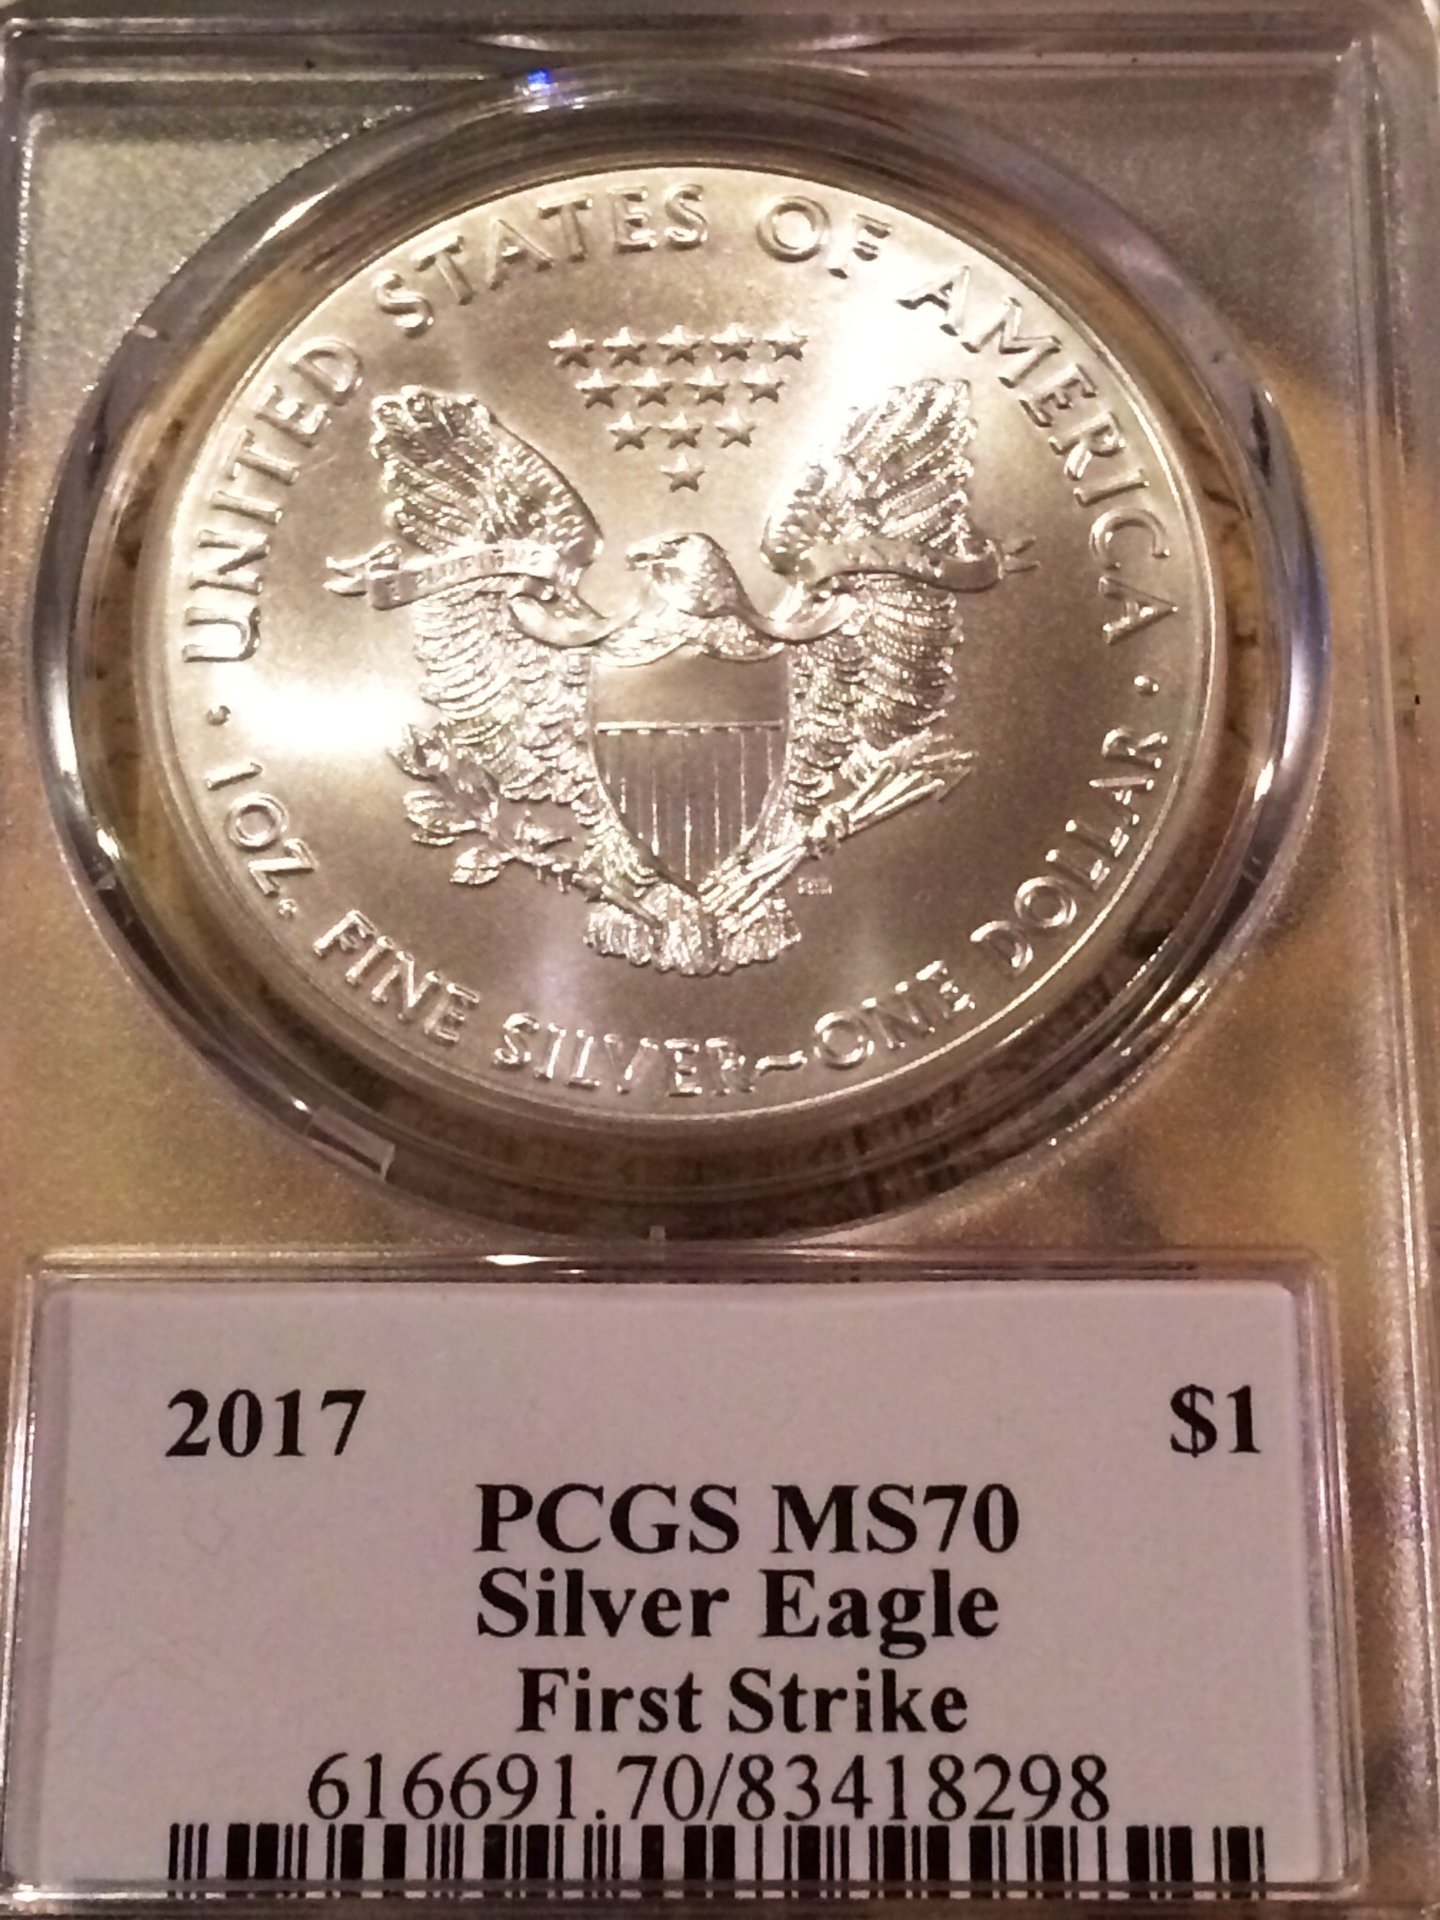 UNITED STATES OF AMERICA
1 OZ. FINE SILVER~ONE DOLLAR
2017 $1
PCGS MS70
Silver Eagle
First Strike
616691.70/83418298